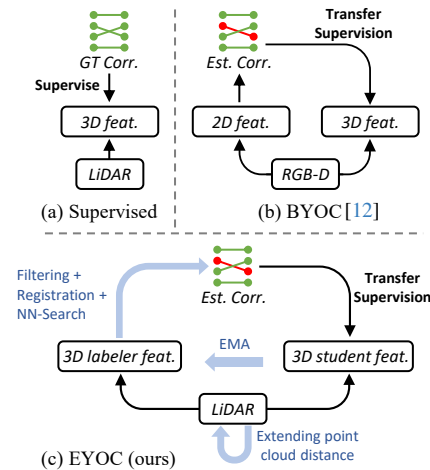 GT Corr.
Supervise
3D feat.
LiDAR
(a) Supervised
Transfer
Supervision
Est. Corr.
2D feat.
3D feat.
RGB-D
(b) BYOC [12]
Filtering +
Registration +
NN-Search
Est. Corr.
Transfer
Supervision
3D labeler feat.
EMA
3D student feat.
LiDAR
Extending point
cloud distance
(c) EYOC (ours)